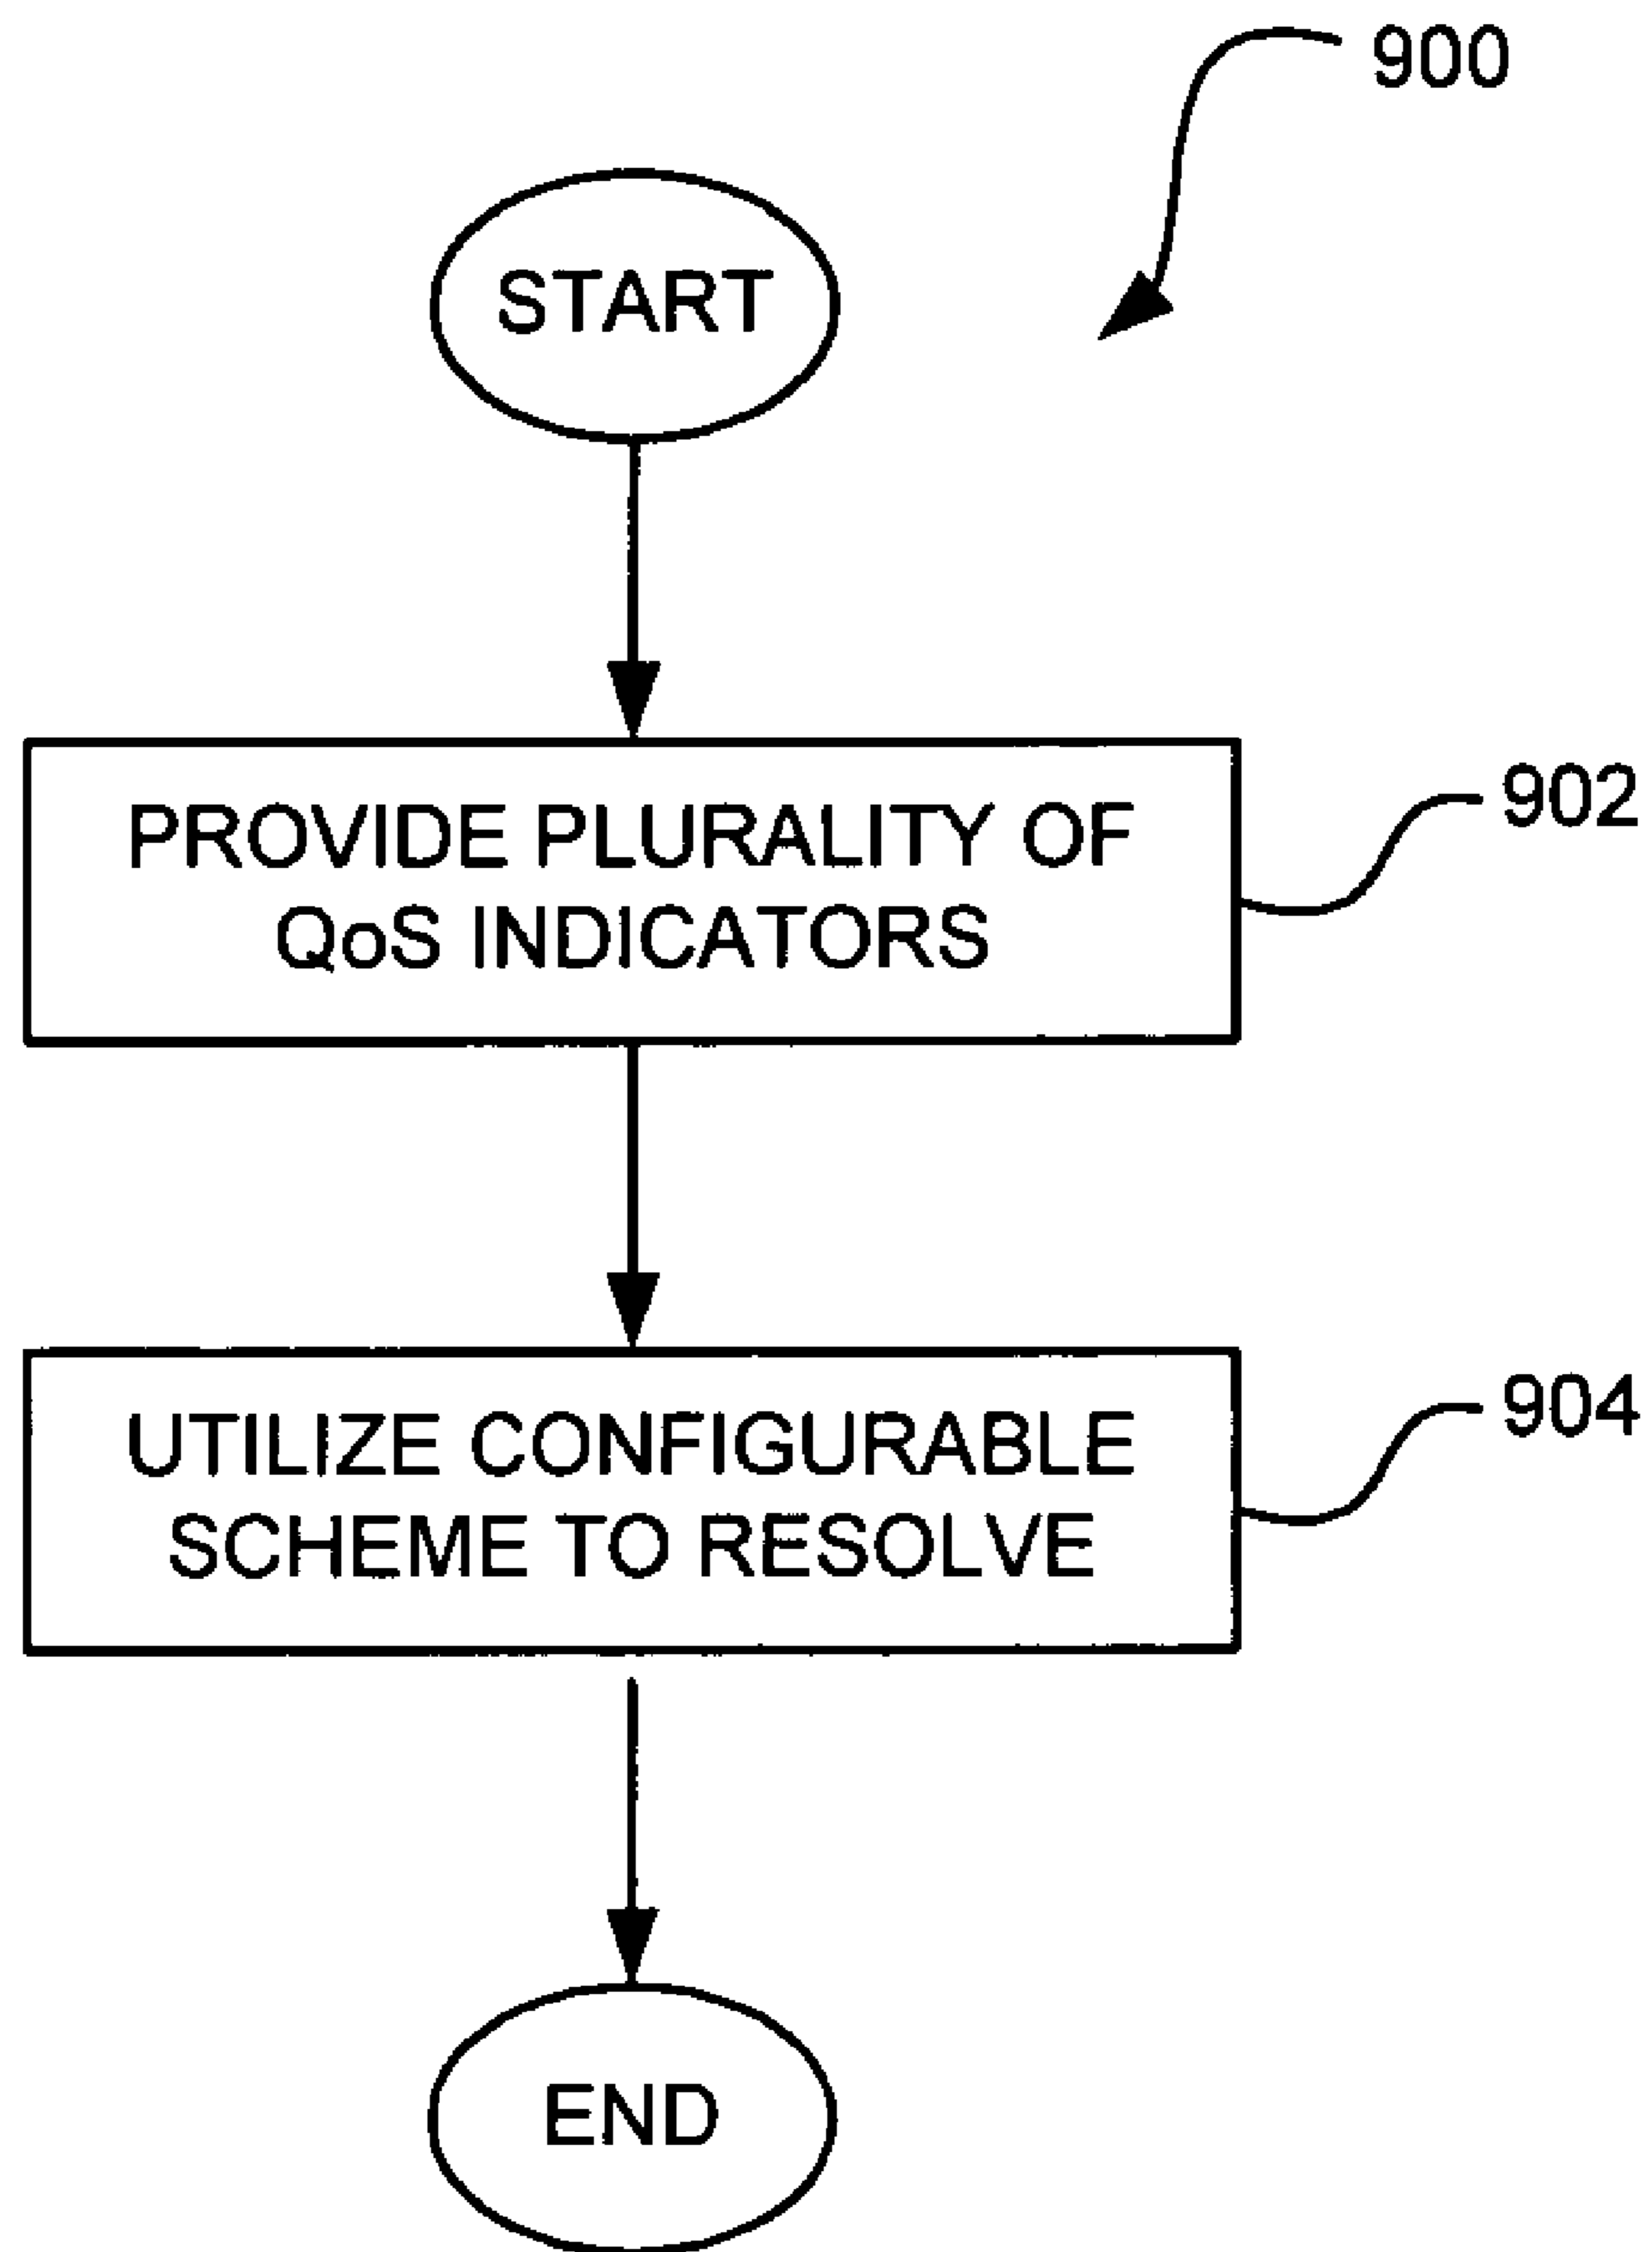 900
START
PROVIDE PLURALITY OF
QoS INDICATORS
902
UTILIZE CONFIGURABLE
SCHEME TO RESOLVE
904
END